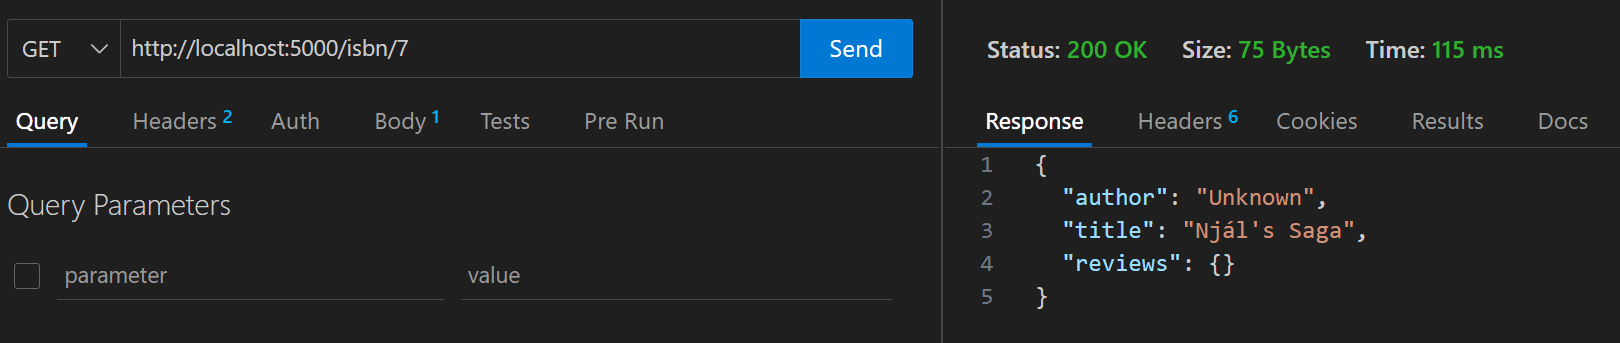 GET http://localhost:5000/isbn/7 Send
Query Headers 2 Auth Body 1 Tests Pre Run
Query Parameters
parameter value
Status: 200 OK Size: 75 Bytes Time: 115 ms
Response Headers 6 Cookies Results Docs
1 {
2 "author": "Unknown",
3 "title": "Njál's Saga",
4 "reviews": {}
5 }